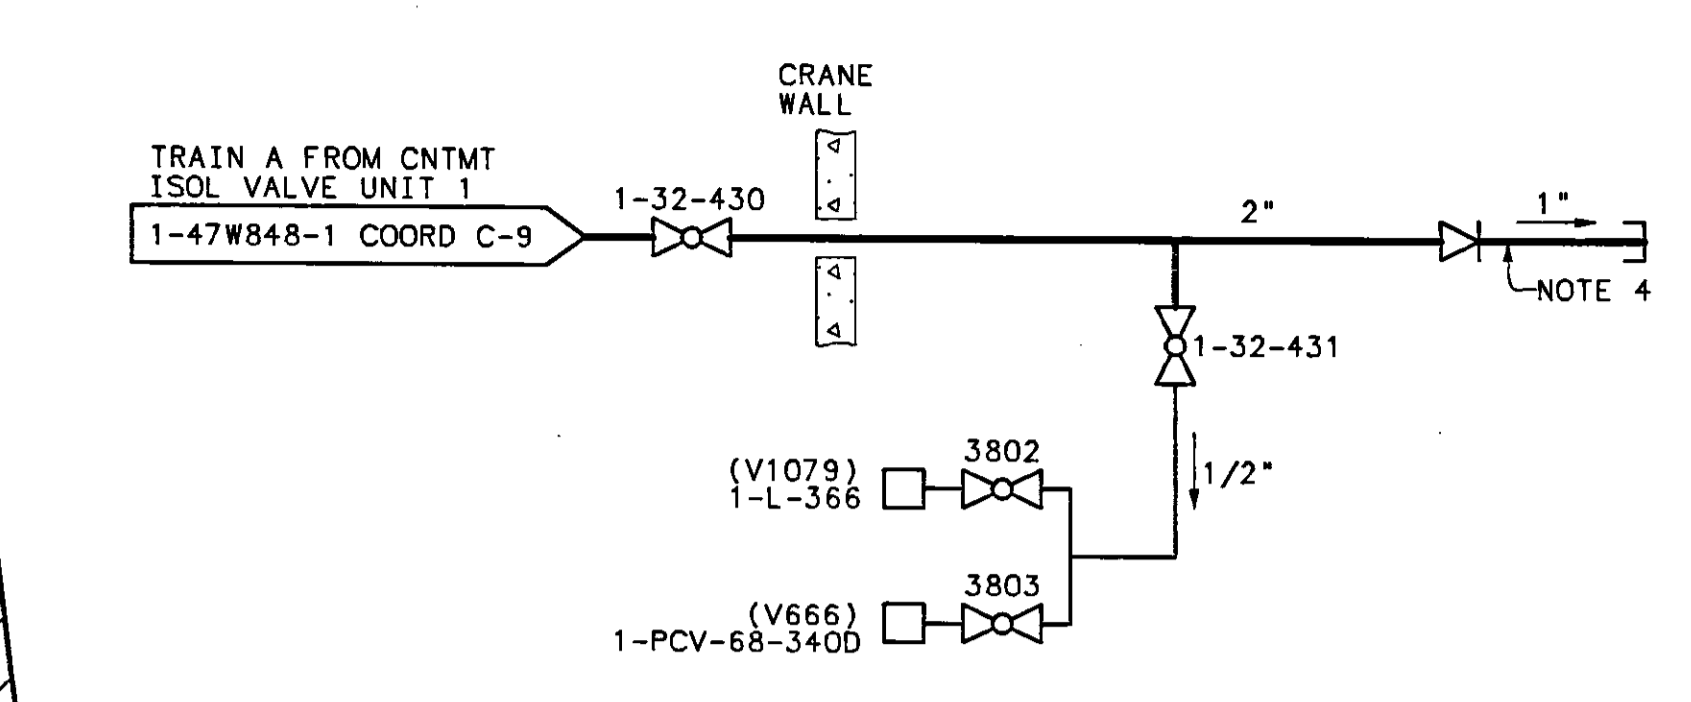 CRANE
WALL
TRAIN A FROM CNTMT
ISOL VALVE UNIT 1
1-47W848-1 COORD C-9
1-32-430
2"
1"
NOTE 4
1-32-431
1/2"
3802
(V1079)
1-L-366
3803
(V666)
1-PCV-68-340D